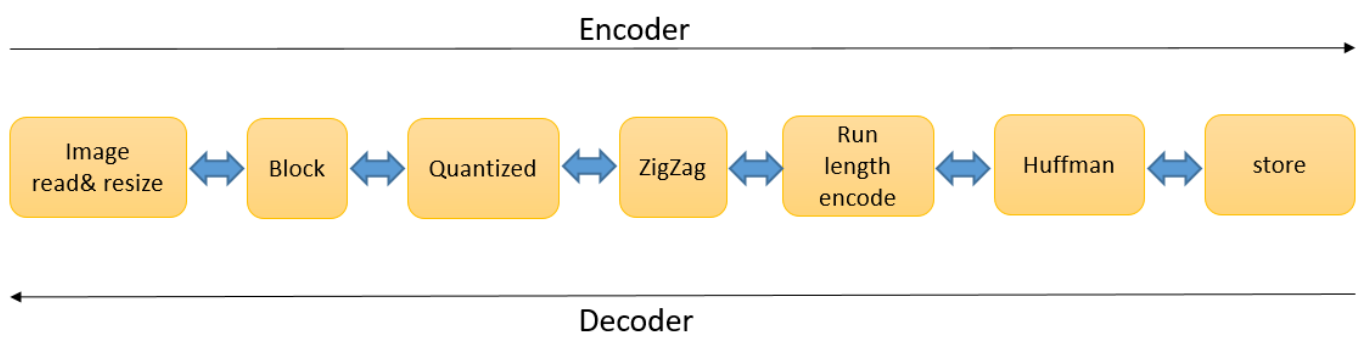 Encoder
Image
read& resize
Block
Quantized
ZigZag
Run
length
encode
Huffman
store
Decoder